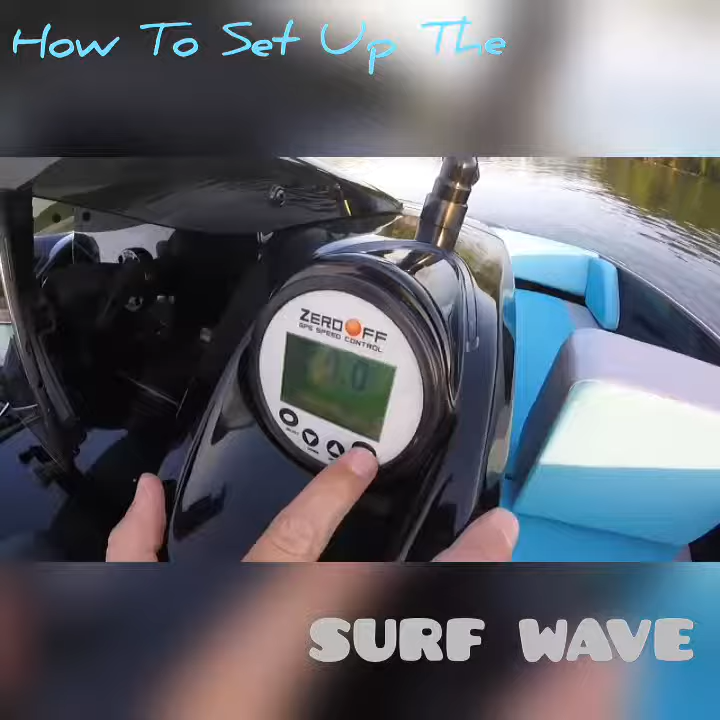 How To Set Up The
ZERO OFF
GPS SPEED CONTROL
SURF WAVE